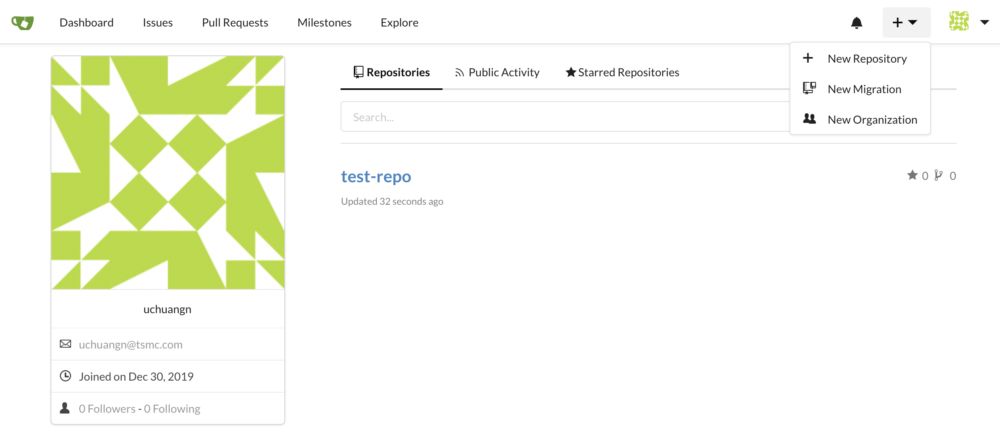 Dashboard Issues Pull Requests Milestones Explore
New Repository
New Migration
New Organization
Repositories Public Activity Starred Repositories
Search...
test-repo 0 0
Updated 32 seconds ago
uchuangn
uchuangn@tsmc.com
Joined on Dec 30, 2019
0 Followers - 0 Following